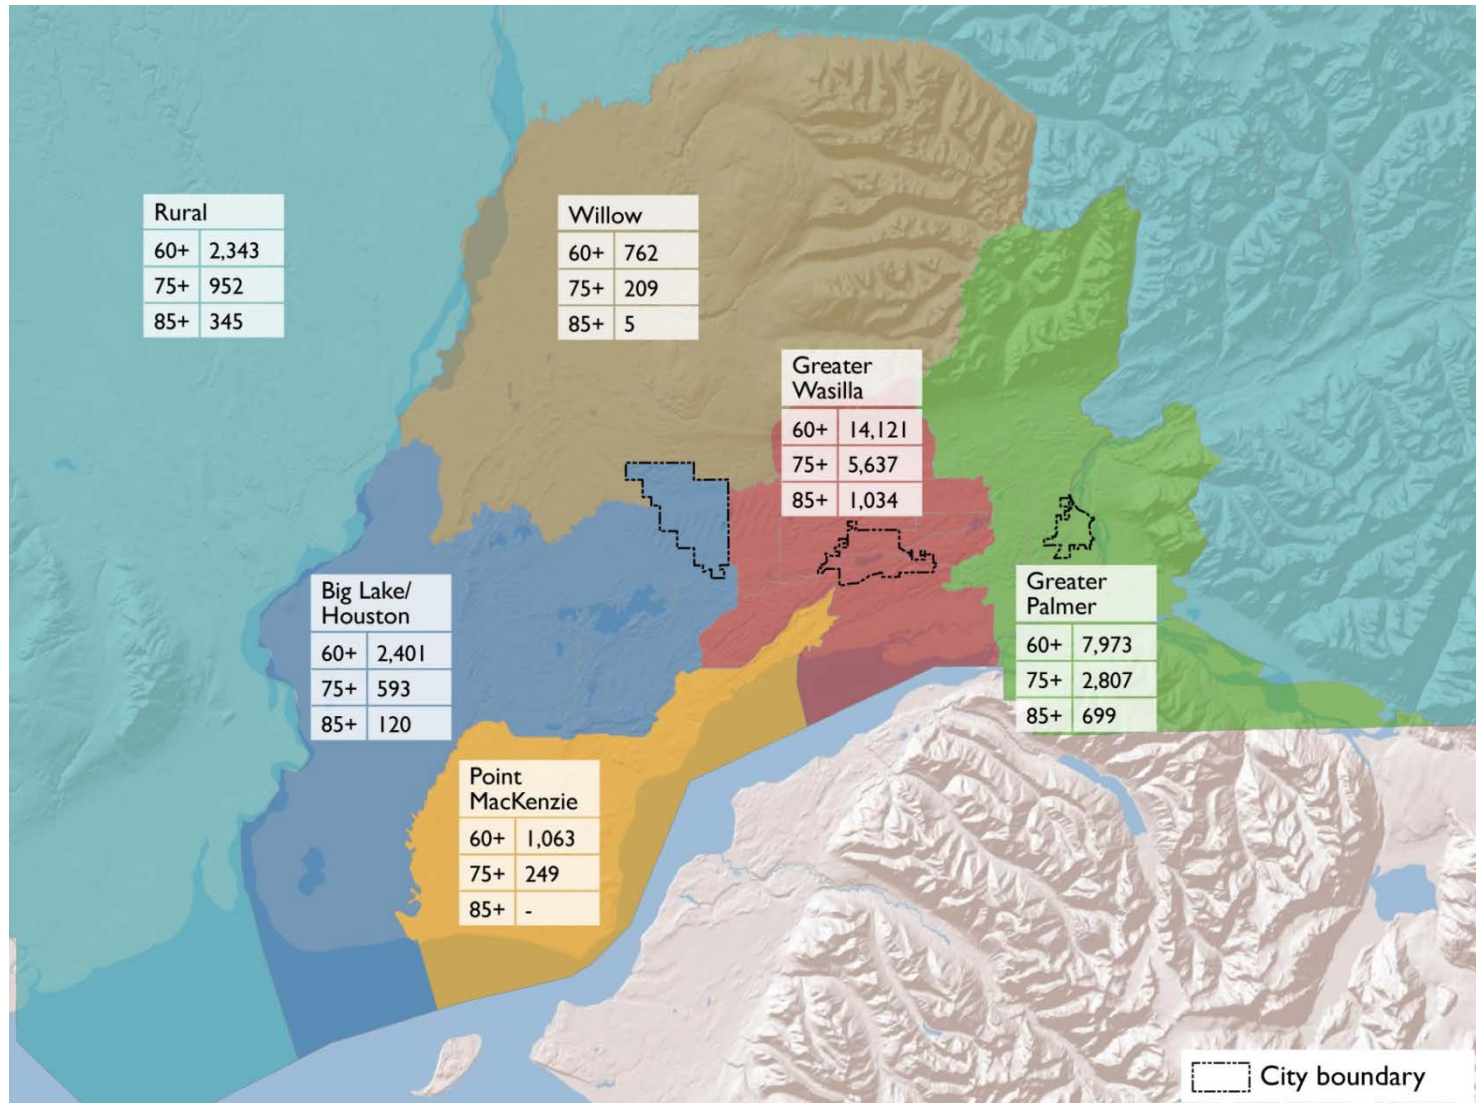 Rural
60+ 2,343
75+ 952
85+ 345
Willow
60+ 762
75+ 209
85+ 5
Greater
Wasilla
60+ 14,121
75+ 5,637
85+ 1,034
Big Lake/
Houston
60+ 2,401
75+ 593
85+ 120
Greater
Palmer
60+ 7,973
75+ 2,807
85+ 699
Point
MacKenzie
60+ 1,063
75+ 249
85+ -
City boundary